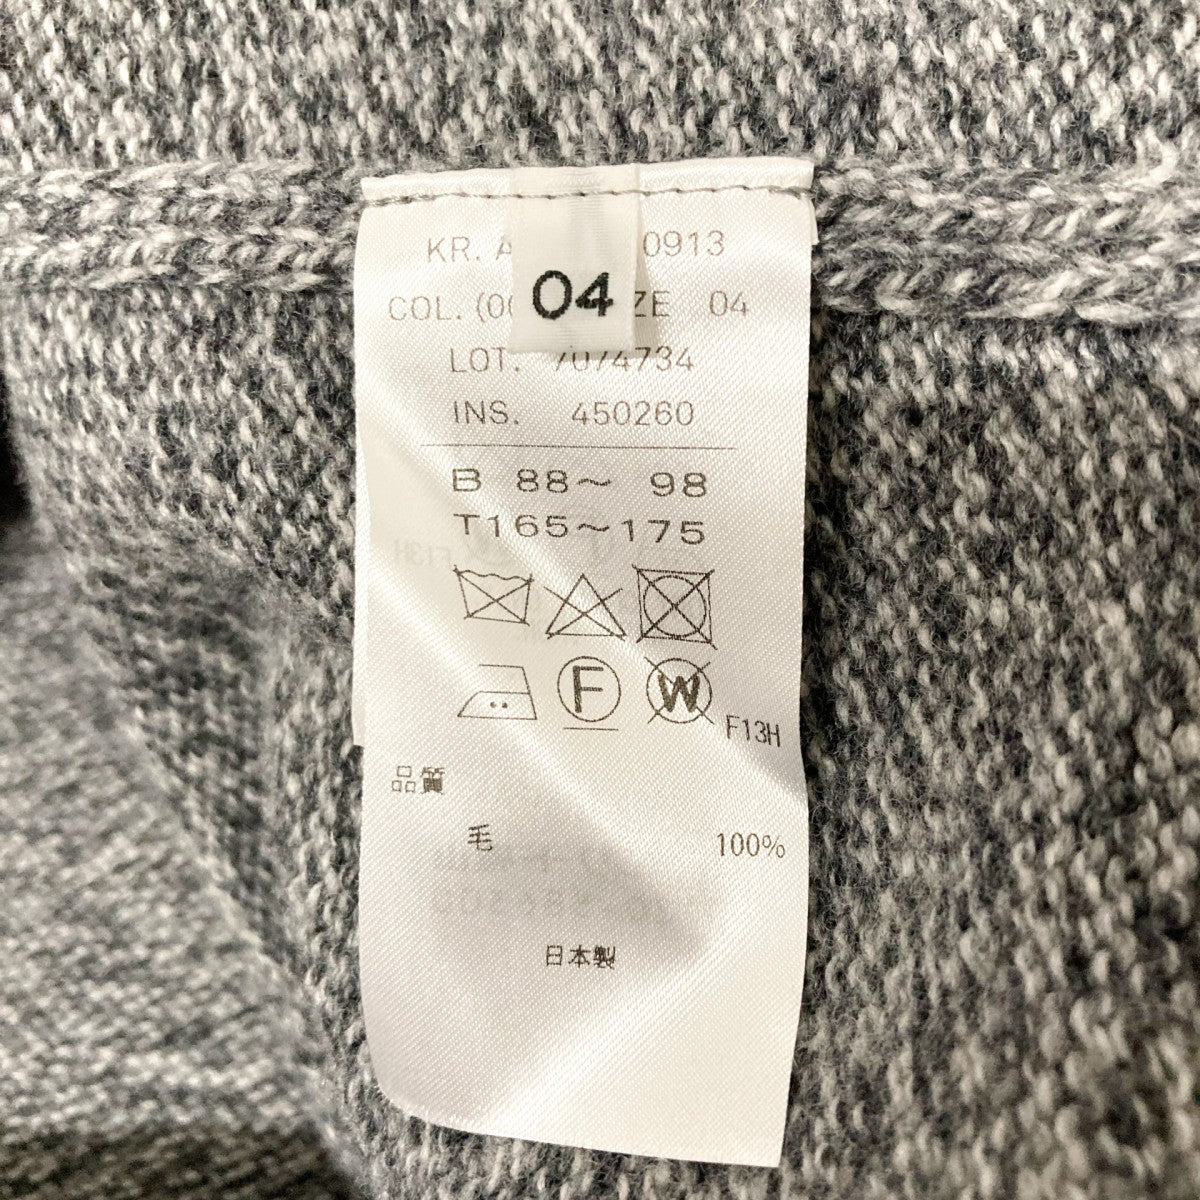 KR. A 0913
04
COL. (00 ZE 04
LOT. 7074734
INS. 450260
B 88〜 98
T165〜175
F W
F13H
品質
毛 100%
日本製